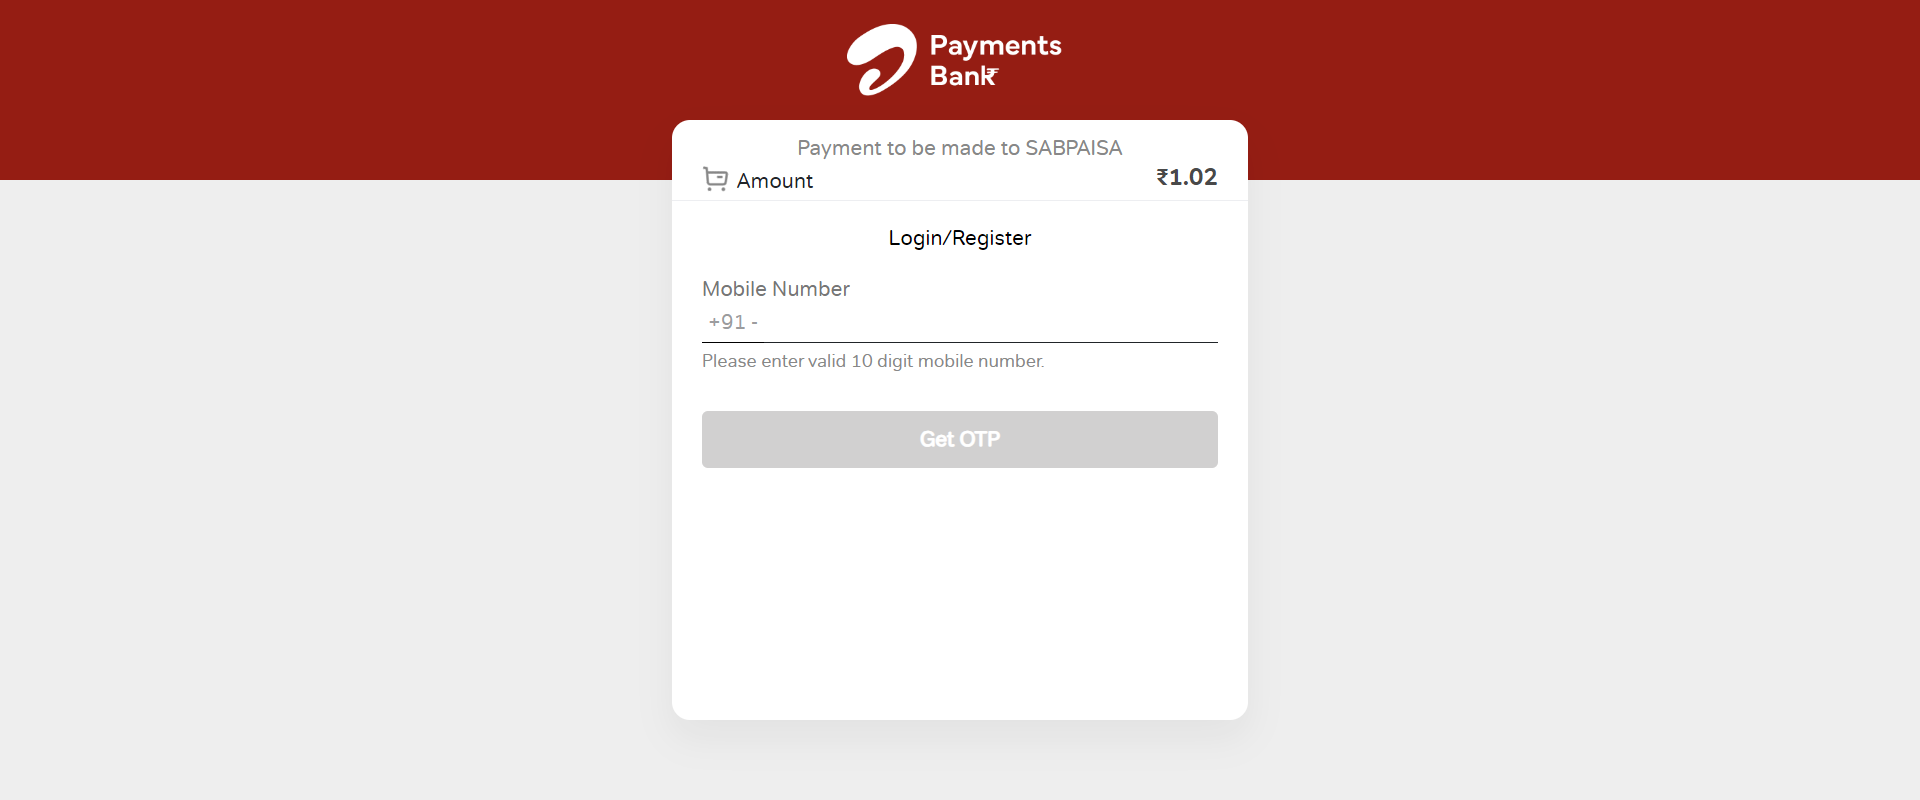 Payments
Bank
Payment to be made to SABPAISA
Amount
₹1.02
Login/Register
Mobile Number
+91 -
Please enter valid 10 digit mobile number.
Get OTP